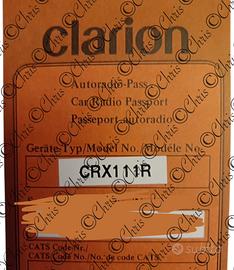 clarion
Autoradio-Pass
Car Radio Passport
Passeport autoradio
Geräte-Typ/Model No./Modèle No.
CRX111R
CATS Code Nr./
CATS Code No./No. de code CATS
©Chris
Subito